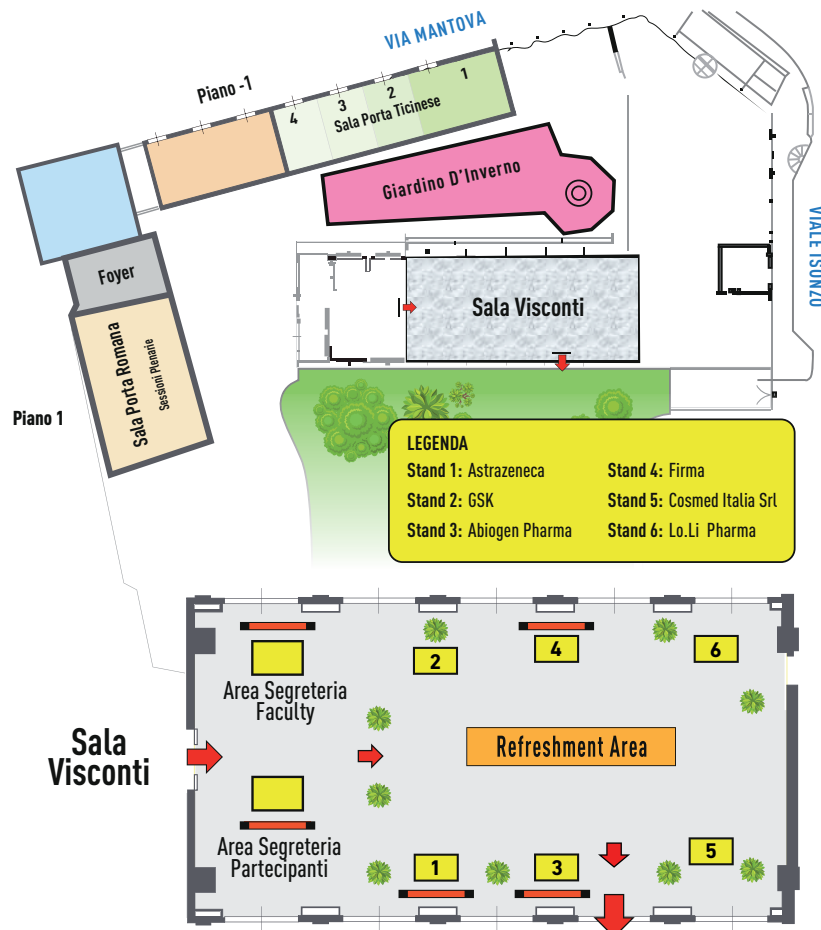 VIA MANTOVA
Piano -1
4
3
2
1
Sala Porta Ticinese
Giardino D'Inverno
VIALE ISONZO
Foyer
Sala Visconti
Sala Porta Romana
Sessioni Plenarie
Piano 1
LEGENDA
Stand 1: Astrazeneca
Stand 2: GSK
Stand 3: Abiogen Pharma
Stand 4: Firma
Stand 5: Cosmed Italia Srl
Stand 6: Lo.Li Pharma
2
4
6
Area Segreteria
Faculty
Sala
Visconti
Refreshment Area
Area Segreteria
Partecipanti
1
3
5